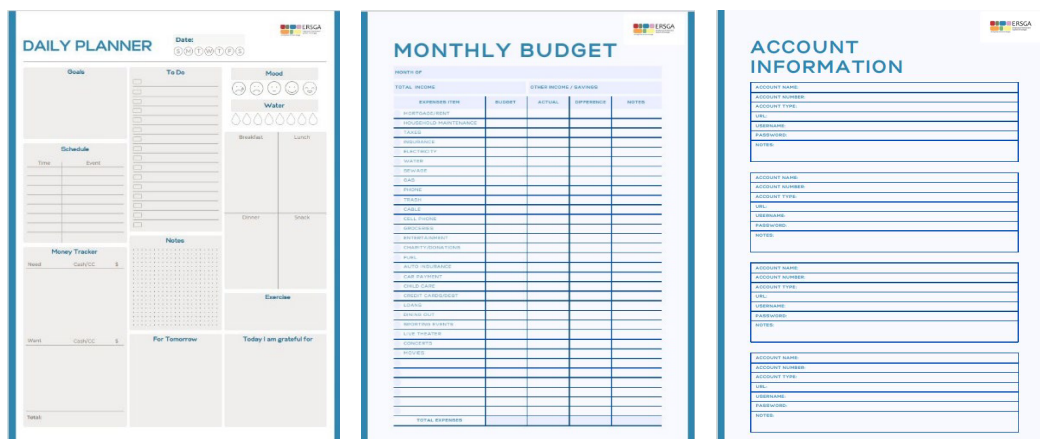 ERSGA
DAILY PLANNER
Date:
S M T W T F S
Goals
To Do
Mood
Water
Breakfast
Lunch
Schedule
Time
Event
Dinner
Snack
Notes
Money Tracker
Need
Cash/CC
$
Exercise
Want
Cash/CC
$
For Tomorrow
Today I am grateful for
Total:
ERSGA
MONTHLY BUDGET
MONTH OF
TOTAL INCOME
OTHER INCOME / SAVINGS
EXPENSES ITEM
BUDGET
ACTUAL
DIFFERENCE
NOTES
MORTGAGE/RENT
HOUSEHOLD MAINTENANCE
TAXES
INSURANCE
ELECTRICITY
WATER
SEWAGE
GAS
PHONE
TRASH
CABLE
CELL PHONE
GROCERIES
ENTERTAINMENT
CHARITY/DONATIONS
FUEL
AUTO INSURANCE
CAR PAYMENT
CHILD CARE
CREDIT CARDS/DEBT
LOANS
DINING OUT
SPORTING EVENTS
LIVE THEATER
CONCERTS
MOVIES
TOTAL EXPENSES
ERSGA
ACCOUNT
INFORMATION
ACCOUNT NAME:
ACCOUNT NUMBER:
ACCOUNT TYPE:
URL:
USERNAME:
PASSWORD:
NOTES:
ACCOUNT NAME:
ACCOUNT NUMBER:
ACCOUNT TYPE:
URL:
USERNAME:
PASSWORD:
NOTES:
ACCOUNT NAME:
ACCOUNT NUMBER:
ACCOUNT TYPE:
URL:
USERNAME:
PASSWORD:
NOTES:
ACCOUNT NAME:
ACCOUNT NUMBER:
ACCOUNT TYPE:
URL:
USERNAME:
PASSWORD:
NOTES: